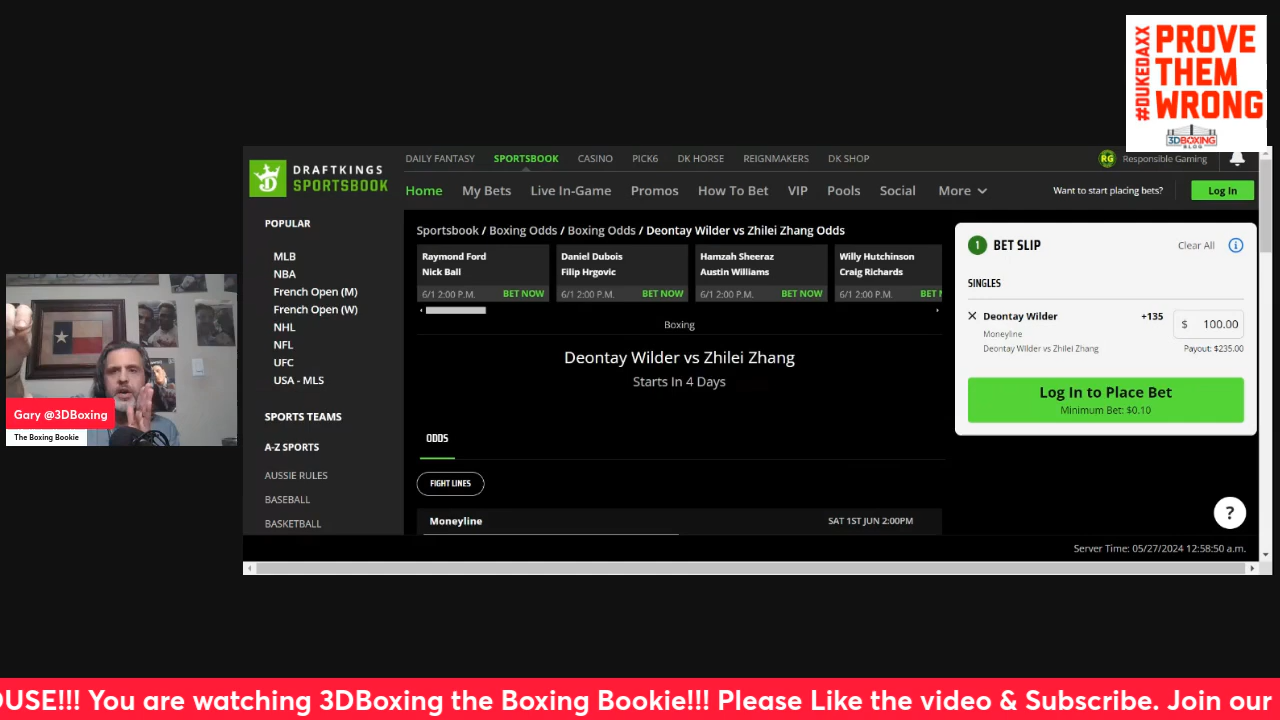 #DUKEDAXX
PROVE
THEM
WRONG
3DBOXING
BLOG
DRAFTKINGS
SPORTSBOOK
DAILY FANTASY SPORTSBOOK CASINO PICK6 DK HORSE REIGNMAKERS DK SHOP
RG Responsible Gaming
Home My Bets Live In-Game Promos How To Bet VIP Pools Social More
Want to start placing bets? Log In
POPULAR
MLB
NBA
French Open (M)
French Open (W)
NHL
NFL
UFC
USA - MLS
SPORTS TEAMS
A-Z SPORTS
AUSSIE RULES
BASEBALL
BASKETBALL
Sportsbook / Boxing Odds / Boxing Odds / Deontay Wilder vs Zhilei Zhang Odds
Raymond Ford
Nick Ball
6/1 2:00 P.M. BET NOW
Daniel Dubois
Filip Hrgovic
6/1 2:00 P.M. BET NOW
Hamzah Sheeraz
Austin Williams
6/1 2:00 P.M. BET NOW
Willy Hutchinson
Craig Richards
6/1 2:00 P.M. BET N
Boxing
Deontay Wilder vs Zhilei Zhang
Starts In 4 Days
ODDS
FIGHT LINES
Moneyline SAT 1ST JUN 2:00PM
1 BET SLIP Clear All
SINGLES
Deontay Wilder +135 $ 100.00
Moneyline
Deontay Wilder vs Zhilei Zhang Payout: $235.00
Log In to Place Bet
Minimum Bet: $0.10
?
Server Time: 05/27/2024 12:58:50 a.m.
Gary @3DBoxing
The Boxing Bookie
OUSE!!! You are watching 3DBoxing the Boxing Bookie!!! Please Like the video & Subscribe. Join our